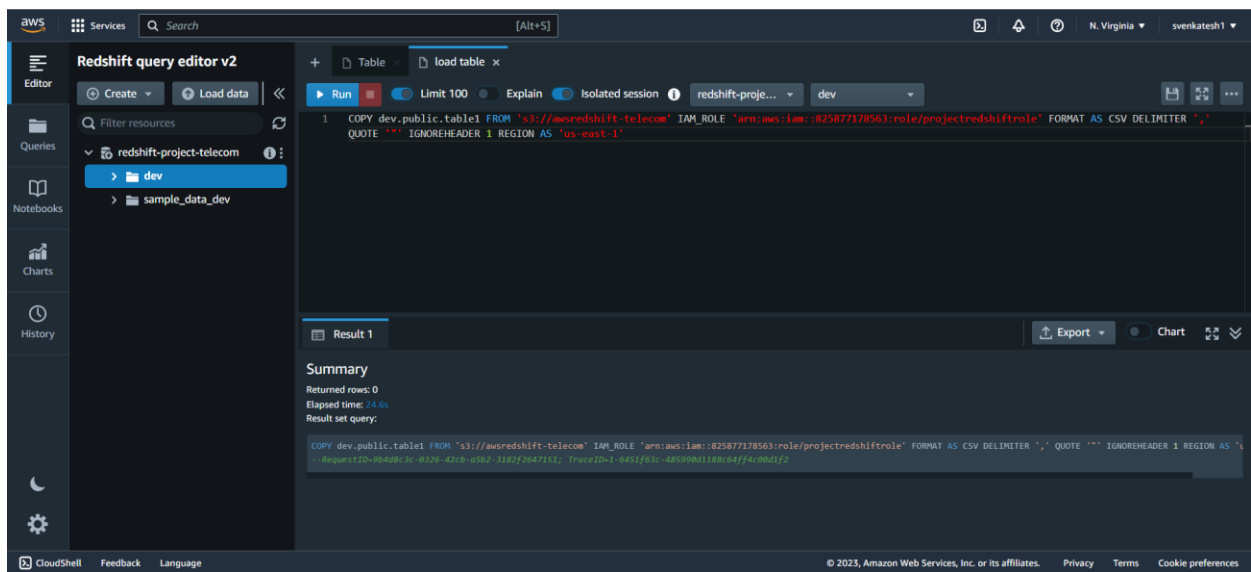 aws
Services
Search [Alt+S]
N. Virginia
svenkatesh1
Editor
Queries
Notebooks
Charts
History
Redshift query editor v2
Create
Load data
Filter resources
redshift-project-telecom
dev
sample_data_dev
+ Table × load table ×
Run
Limit 100
Explain
Isolated session
redshift-proje...
dev
1 COPY dev.public.table1 FROM 's3://awsredshift-telecom' IAM_ROLE 'arn:aws:iam::825877178563:role/projectredshiftrole' FORMAT AS CSV DELIMITER ','
QUOTE '"' IGNOREHEADER 1 REGION AS 'us-east-1'
Result 1
Export
Chart
Summary
Returned rows: 0
Elapsed time: 24.6s
Result set query:
COPY dev.public.table1 FROM 's3://awsredshift-telecom' IAM_ROLE 'arn:aws:iam::825877178563:role/projectredshiftrole' FORMAT AS CSV DELIMITER ',' QUOTE '"' IGNOREHEADER 1 REGION AS 'u
--RequestID=9b4d8c3c-0326-42cb-a5b2-3182f2647151; TraceID=1-6451f63c-485990d1188c64ff4c00d1f2
CloudShell Feedback Language
© 2023, Amazon Web Services, Inc. or its affiliates. Privacy Terms Cookie preferences